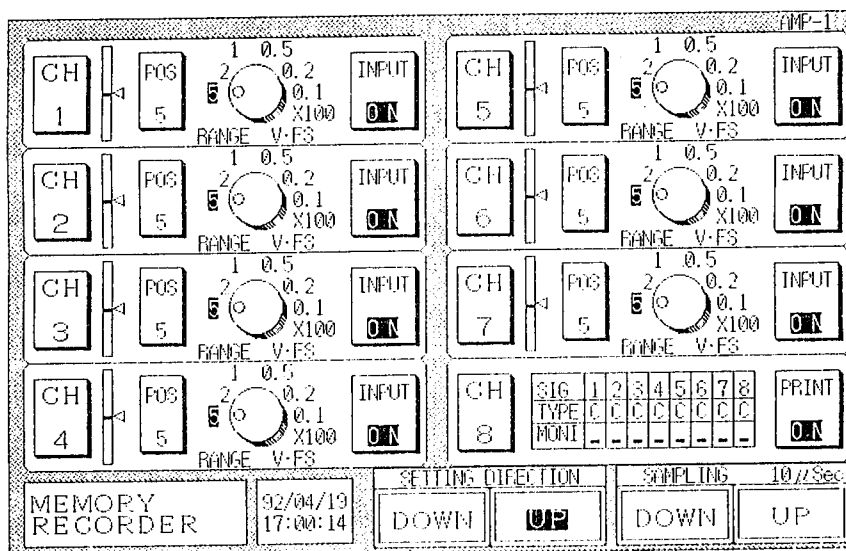 AMP-1
CH 1
POS 5
1 0.5
2 0.2
5 0.1
X100
RANGE V·FS
INPUT ON
CH 2
POS 5
1 0.5
2 0.2
5 0.1
X100
RANGE V·FS
INPUT ON
CH 3
POS 5
1 0.5
2 0.2
5 0.1
X100
RANGE V·FS
INPUT ON
CH 4
POS 5
1 0.5
2 0.2
5 0.1
X100
RANGE V·FS
INPUT ON
CH 5
POS 5
1 0.5
2 0.2
5 0.1
X100
RANGE V·FS
INPUT ON
CH 6
POS 5
1 0.5
2 0.2
5 0.1
X100
RANGE V·FS
INPUT ON
CH 7
POS 5
1 0.5
2 0.2
5 0.1
X100
RANGE V·FS
INPUT ON
CH 8
SIG 1 2 3 4 5 6 7 8
TYPE C C C C C C C C
MONI - - - - - - - -
PRINT ON
MEMORY
RECORDER
92/04/19
17:00:14
SETTING DIRECTION
DOWN UP
SAMPLING 10μSec
DOWN UP